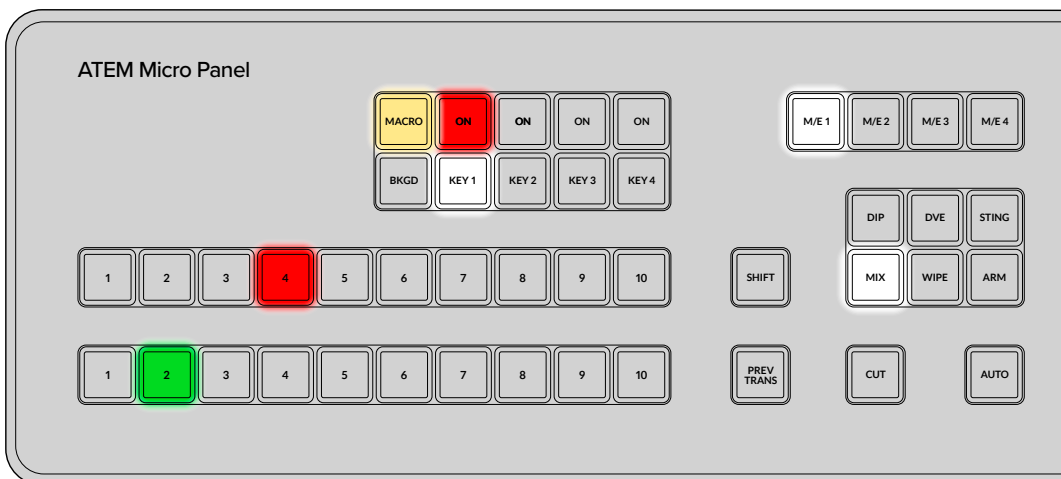 ATEM Micro Panel
MACRO ON ON ON ON M/E 1 M/E 2 M/E 3 M/E 4
BKGD KEY 1 KEY 2 KEY 3 KEY 4
DIP DVE STING
1 2 3 4 5 6 7 8 9 10 SHIFT MIX WIPE ARM
1 2 3 4 5 6 7 8 9 10 PREV
TRANS CUT AUTO